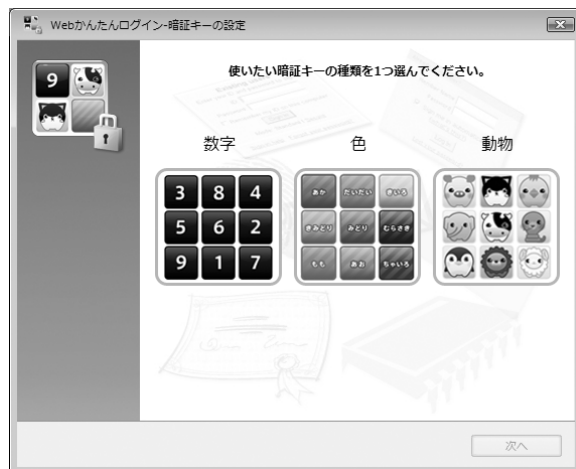 Webかんたんログイン-暗証キーの設定
9
1
使いたい暗証キーの種類を1つ選んでください。
数字 色 動物
3 8 4 あか だいだい きいろ
5 6 2 きみどり みどり むらさき
9 1 7 もも あお ちゃいろ
次へ